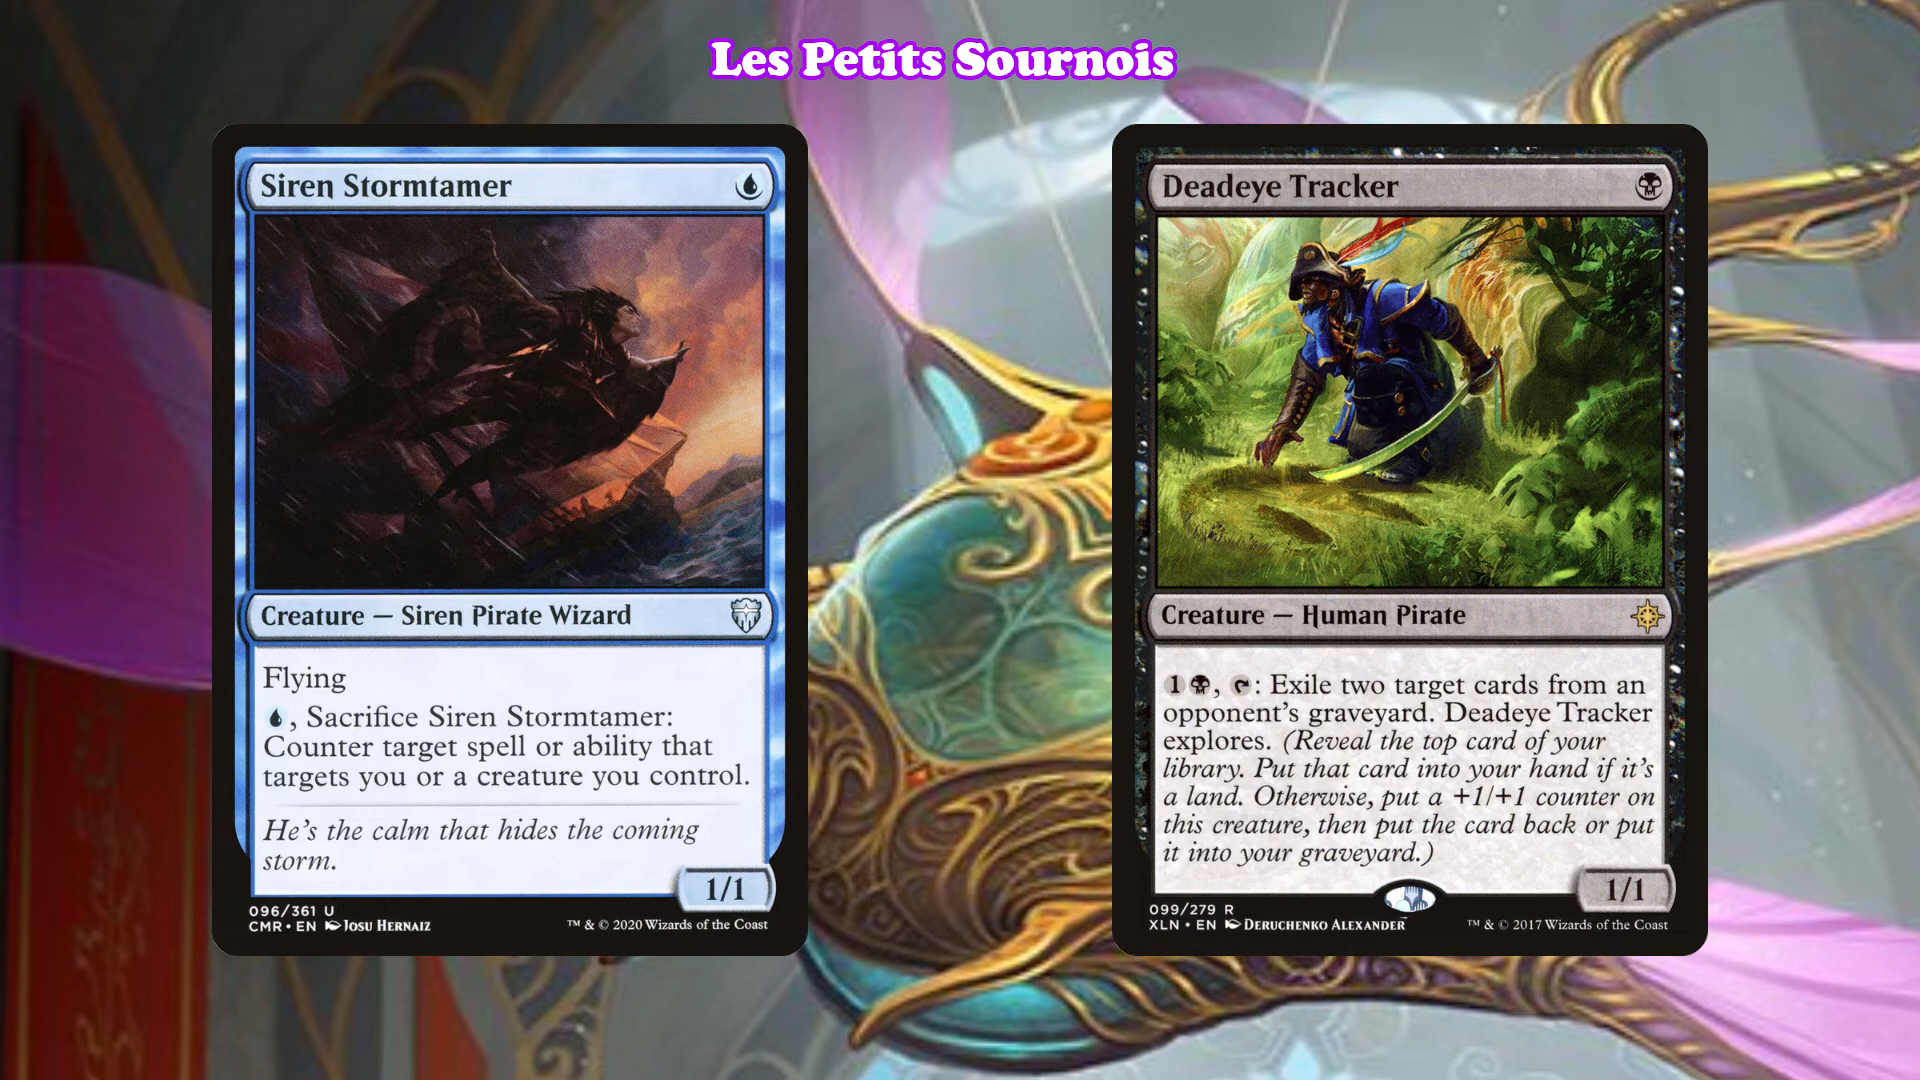 Les Petits Sournois
Siren Stormtamer
Creature — Siren Pirate Wizard
Flying
, Sacrifice Siren Stormtamer:
Counter target spell or ability that
targets you or a creature you control.
He's the calm that hides the coming
storm.
1/1
096/361 U
CMR • EN Josu Hernaiz
™ & © 2020 Wizards of the Coast
Deadeye Tracker
Creature — Human Pirate
1, : Exile two target cards from an
opponent's graveyard. Deadeye Tracker
explores. (Reveal the top card of your
library. Put that card into your hand if it's
a land. Otherwise, put a +1/+1 counter on
this creature, then put the card back or put
it into your graveyard.)
1/1
099/279 R
XLN • EN Deruchenko Alexander
™ & © 2017 Wizards of the Coast